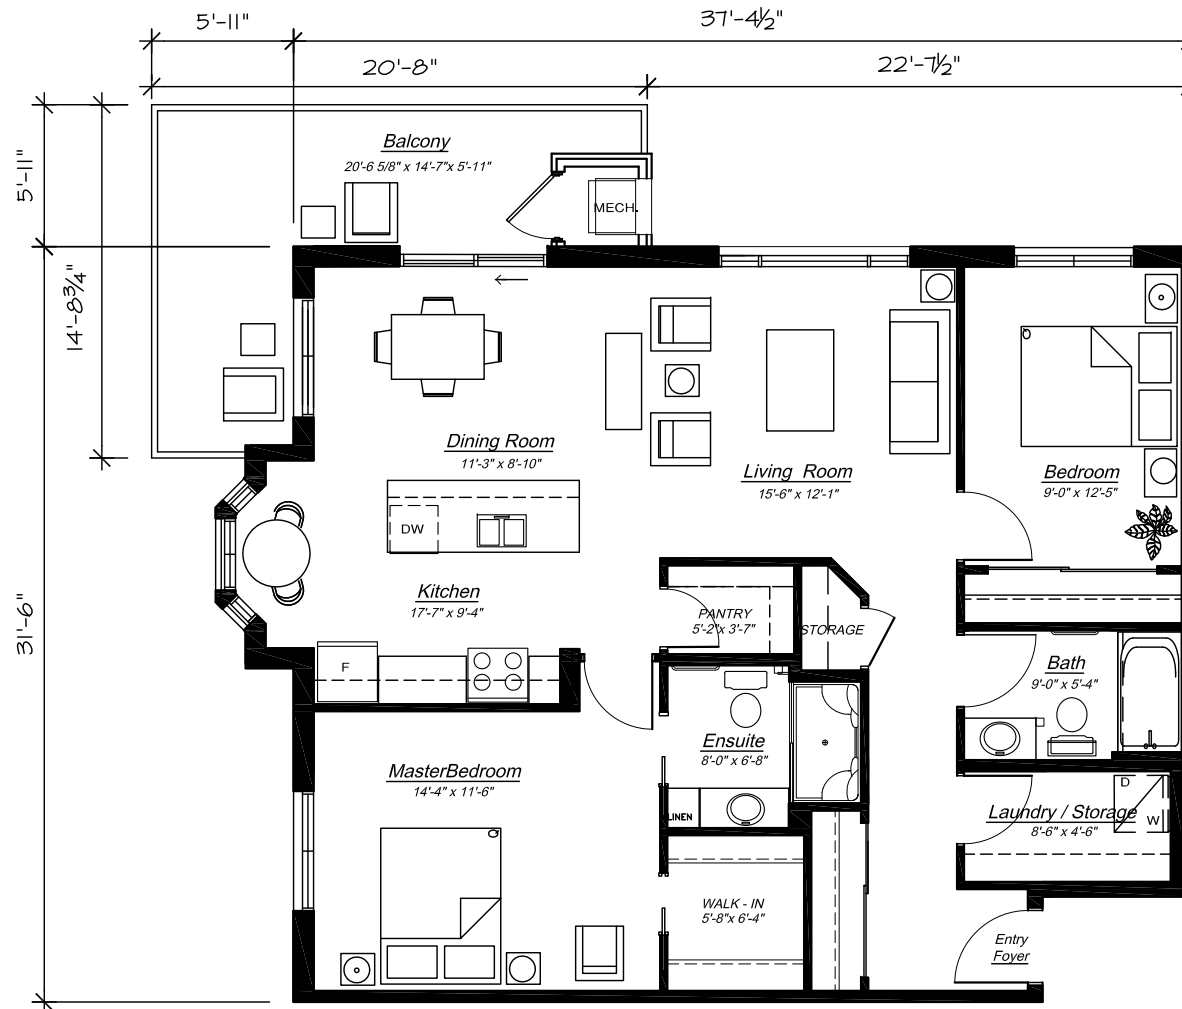 5'-11"
37'-4½"
20'-8"
22'-7½"
5'-11"
14'-8¾"
31'-6"
Balcony
20'-6 5/8" x 14'-7"x 5'-11"
MECH.
Dining Room
11'-3" x 8'-10"
Living Room
15'-6" x 12'-1"
Bedroom
9'-0" x 12'-5"
DW
Kitchen
17'-7" x 9'-4"
PANTRY
5'-2"x 3'-7"
STORAGE
F
Bath
9'-0" x 5'-4"
Ensuite
8'-0" x 6'-8"
MasterBedroom
14'-4" x 11'-6"
LINEN
D
W
Laundry / Storage
8'-6" x 4'-6"
WALK - IN
5'-8"x 6'-4"
Entry
Foyer